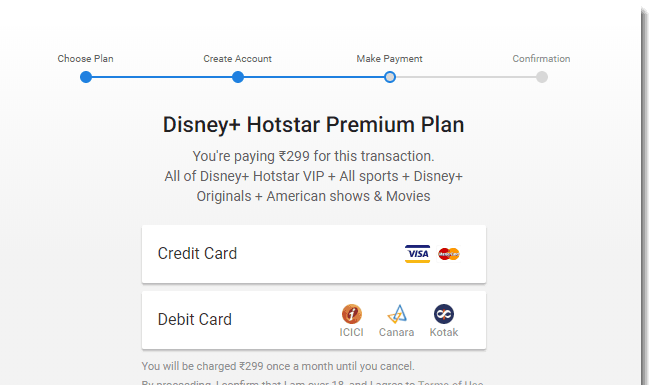 Choose Plan Create Account Make Payment Confirmation
Disney+ Hotstar Premium Plan
You're paying ₹299 for this transaction.
All of Disney+ Hotstar VIP + All sports + Disney+
Originals + American shows & Movies
Credit Card VISA MasterCard
Debit Card
ICICI Canara Kotak
You will be charged ₹299 once a month until you cancel.
By proceeding, I confirm that I am over 18, and I agree to Terms of Use